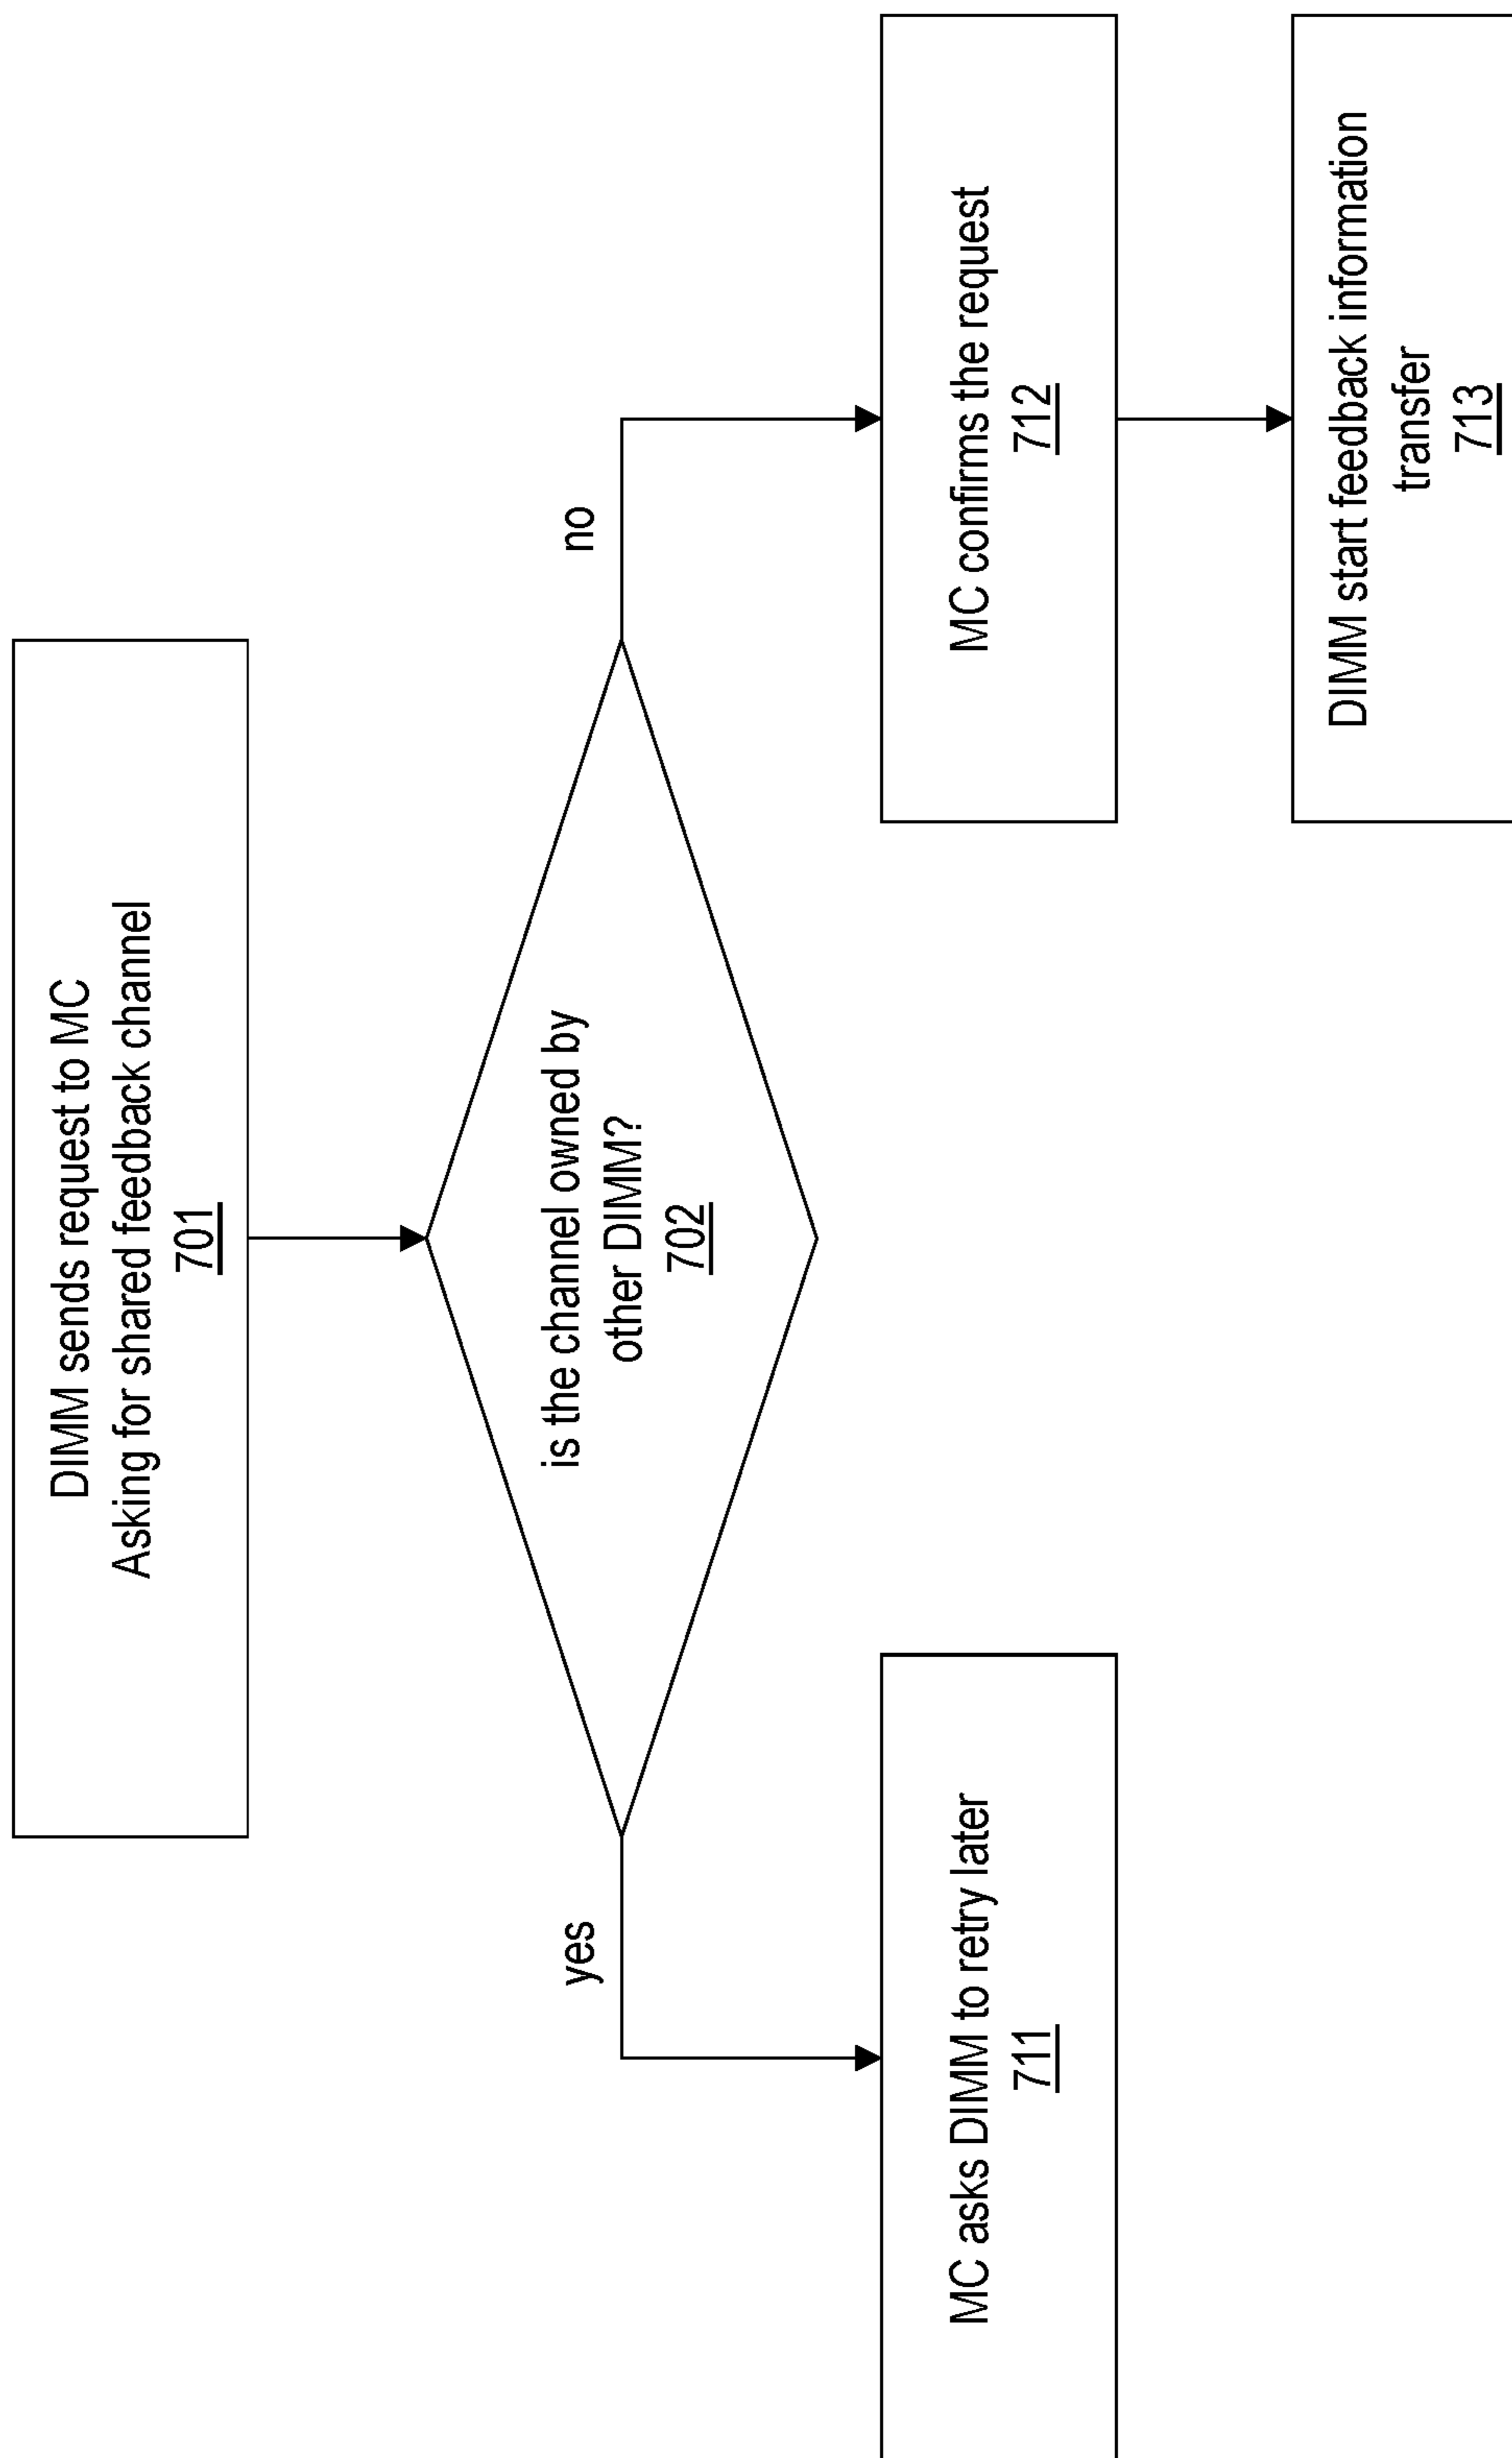 DIMM sends request to MC
Asking for shared feedback channel
701
is the channel owned by
other DIMM?
702
yes
no
MC asks DIMM to retry later
711
MC confirms the request
712
DIMM start feedback information
transfer
713